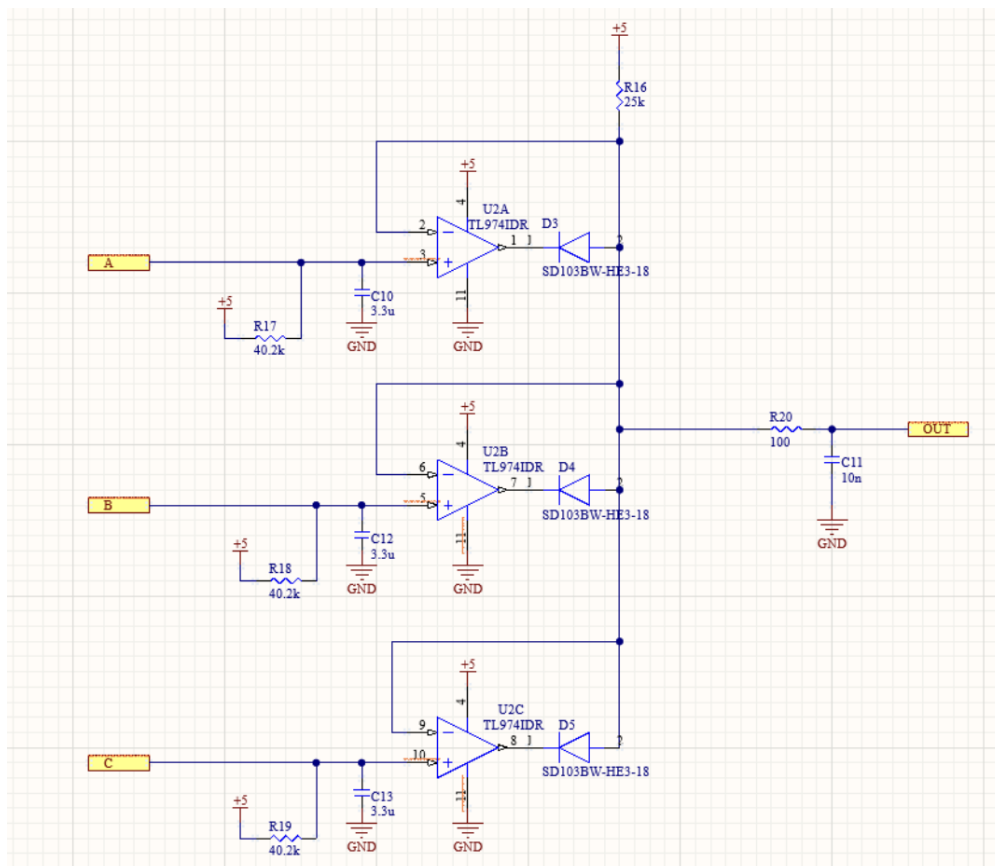 +5
R16
25k
+5
4
U2A
TL974IDR
D3
2
1
1
2
A
3
SD103BW-HE3-18
+5
C10
3.3u
11
R17
40.2k
GND
GND
+5
4
R20
OUT
100
U2B
TL974IDR
D4
C11
10n
6
7
1
2
B
5
SD103BW-HE3-18
+5
C12
3.3u
11
GND
R18
40.2k
GND
GND
+5
4
U2C
TL974IDR
D5
9
8
1
2
C
10
SD103BW-HE3-18
+5
C13
3.3u
11
R19
40.2k
GND
GND